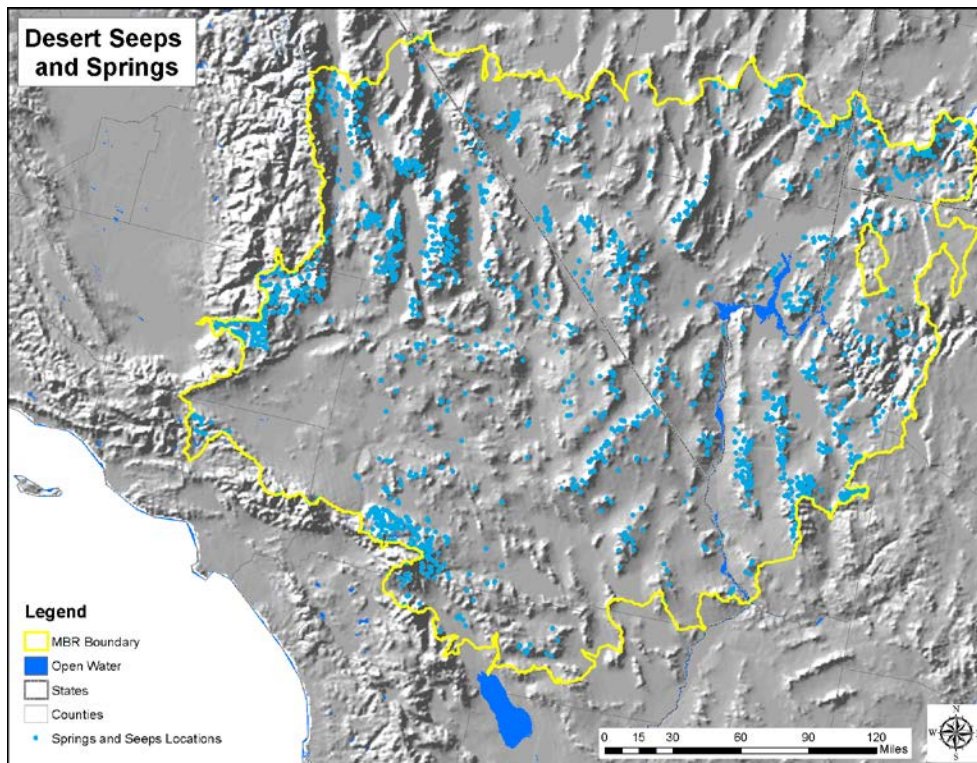 Desert Seeps
and Springs
Legend
MBR Boundary
Open Water
States
Counties
Springs and Seeps Locations
0 15 30 60 90 120
Miles
N
W E
S